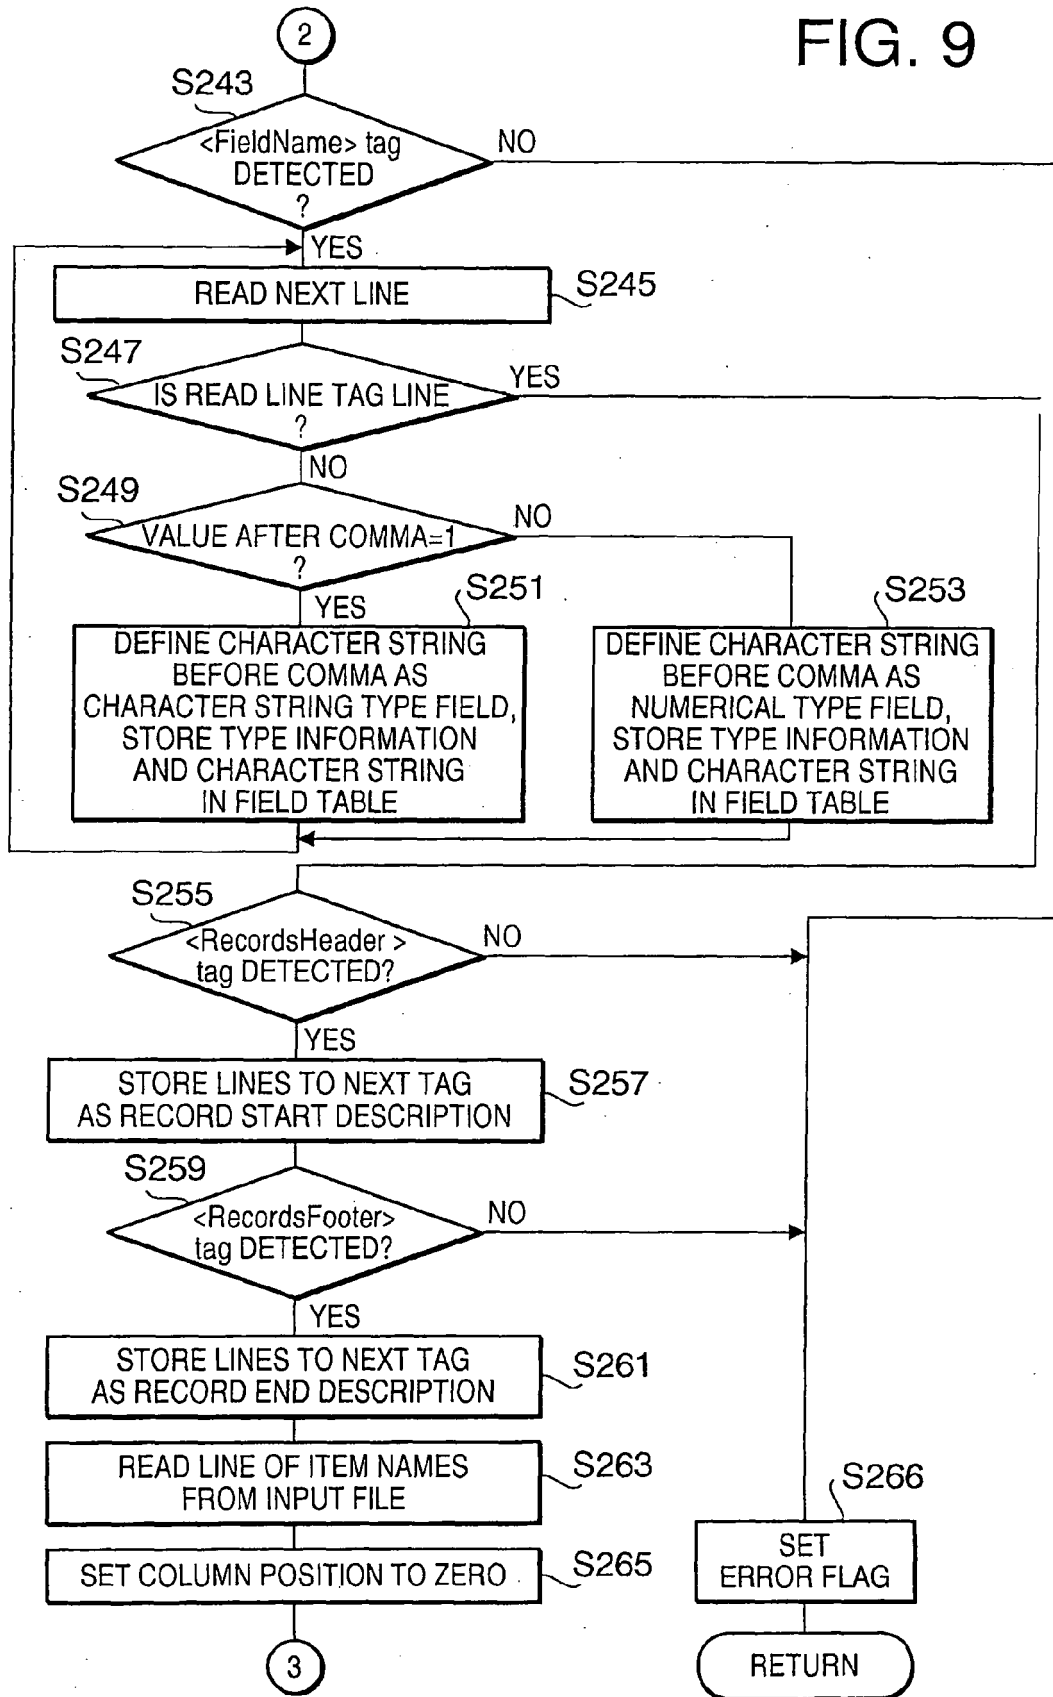 FIG. 9
2
S243
<FieldName> tag
DETECTED
?
NO
YES
READ NEXT LINE
S245
S247
IS READ LINE TAG LINE
?
YES
NO
S249
VALUE AFTER COMMA=1
?
NO
YES
S251
DEFINE CHARACTER STRING
BEFORE COMMA AS
CHARACTER STRING TYPE FIELD,
STORE TYPE INFORMATION
AND CHARACTER STRING
IN FIELD TABLE
S253
DEFINE CHARACTER STRING
BEFORE COMMA AS
NUMERICAL TYPE FIELD,
STORE TYPE INFORMATION
AND CHARACTER STRING
IN FIELD TABLE
S255
<RecordsHeader >
tag DETECTED?
NO
YES
STORE LINES TO NEXT TAG
AS RECORD START DESCRIPTION
S257
S259
<RecordsFooter>
tag DETECTED?
NO
YES
STORE LINES TO NEXT TAG
AS RECORD END DESCRIPTION
S261
READ LINE OF ITEM NAMES
FROM INPUT FILE
S263
SET COLUMN POSITION TO ZERO
S265
3
S266
SET
ERROR FLAG
RETURN